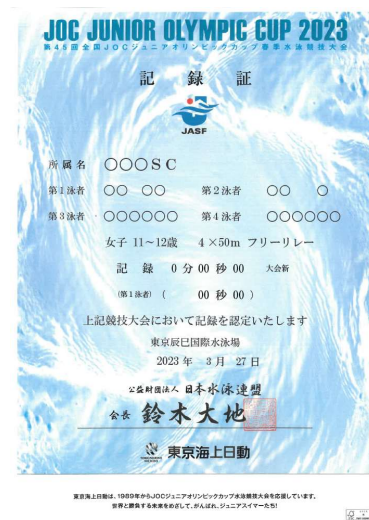 JOC JUNIOR OLYMPIC CUP 2023
第45回全国JOCジュニアオリンピックカップ春季水泳競技大会
記録証
JASF
所属名 ○○○SC
第1泳者 ○○ ○○ 第2泳者 ○○ ○
第3泳者 ○○○○○○ 第4泳者 ○○○○○○
女子 11～12歳 4×50m フリーリレー
記録 0分00秒00 大会新
(第1泳者) ( 00秒00 )
上記競技大会において記録を認定いたします
東京辰巳国際水泳場
2023年 3月 27日
公益財団法人 日本水泳連盟
会長 鈴木大地
東京海上日動
東京海上日動は、1989年からJOCジュニアオリンピックカップ水泳競技大会を応援しています。
世界と勝負する未来をめざして、がんばれ、ジュニアスイマーたち!